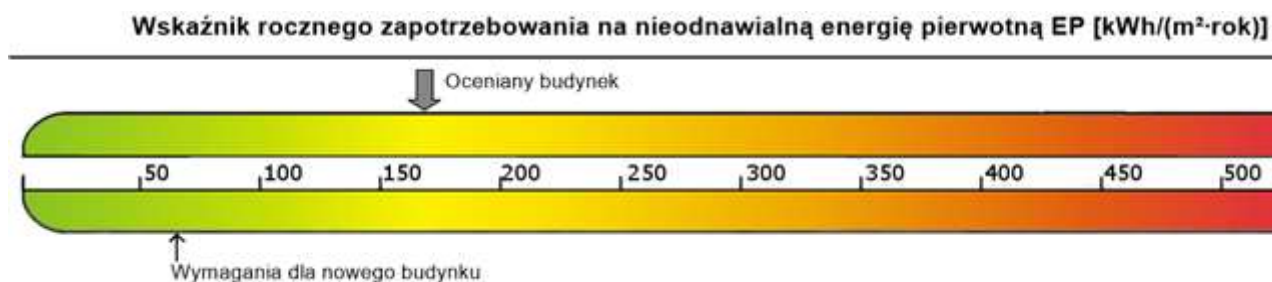 Wskaźnik rocznego zapotrzebowania na nieodnawialną energię pierwotną EP [kWh/(m²·rok)]
Oceniany budynek
50 100 150 200 250 300 350 400 450 500
Wymagania dla nowego budynku